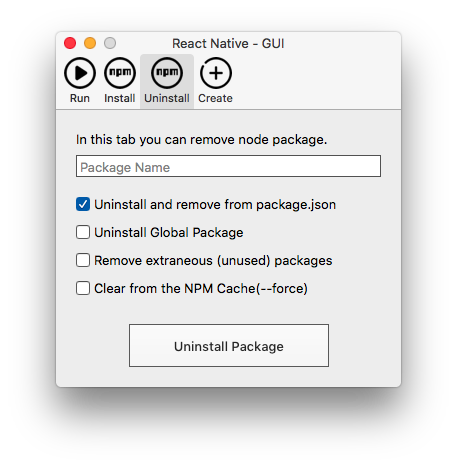 React Native - GUI
npm npm
Run Install Uninstall Create
In this tab you can remove node package.
Package Name
Uninstall and remove from package.json
Uninstall Global Package
Remove extraneous (unused) packages
Clear from the NPM Cache(--force)
Uninstall Package